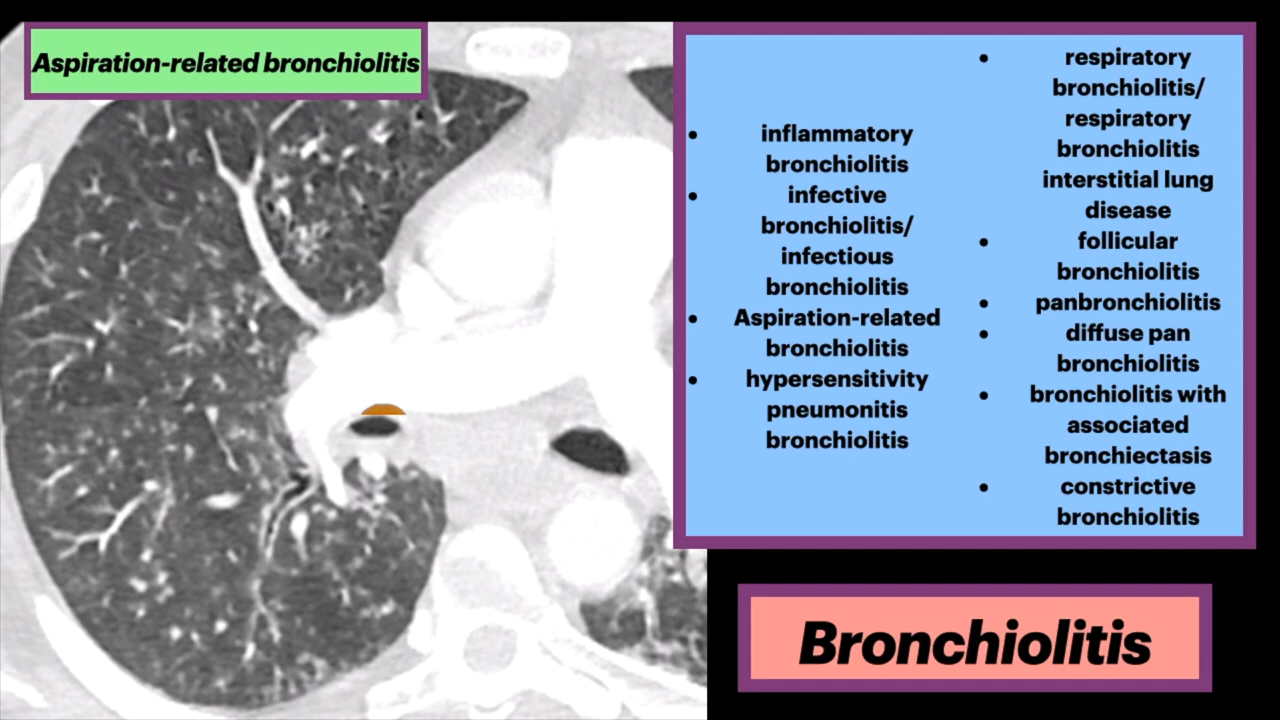 Aspiration-related bronchiolitis
• inflammatory
bronchiolitis
• infective
bronchiolitis/
infectious
bronchiolitis
• Aspiration-related
bronchiolitis
• hypersensitivity
pneumonitis
bronchiolitis
• respiratory
bronchiolitis/
respiratory
bronchiolitis
interstitial lung
disease
• follicular
bronchiolitis
• panbronchiolitis
• diffuse pan
bronchiolitis
• bronchiolitis with
associated
bronchiectasis
• constrictive
bronchiolitis
Bronchiolitis